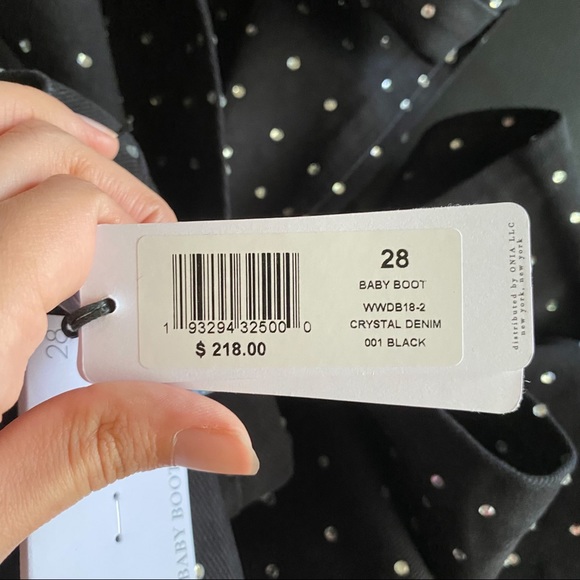 28
BABY BOOT
WWDB18-2
CRYSTAL DENIM
001 BLACK
1 93294 32500 0
$ 218.00
distributed by ONIA LLC
new york, new york
28
BABY BOOT